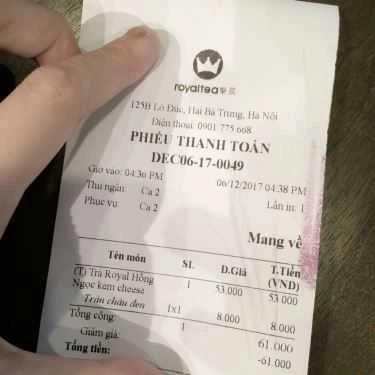 royaltea
125B Lò Đúc, Hai Bà Trưng, Hà Nội
Điện thoại: 0901 775 668
PHIẾU THANH TOÁN
DEC06-17-0049
Giờ vào: 04:36 PM 06/12/2017 04:38 PM
Thu ngân: Ca 2 Lần in: 1
Phục vụ: Ca 2
Mang về
Tên món SL Đ.Giá T.Tiền
(VND)
(T) Trà Royal Hồng 1 53.000 53.000
Ngọc kem cheese
Trân châu đen 1x1 8.000 8.000
Tổng cộng: 1 61.000
Giảm giá: -61.000
Tổng tiền: